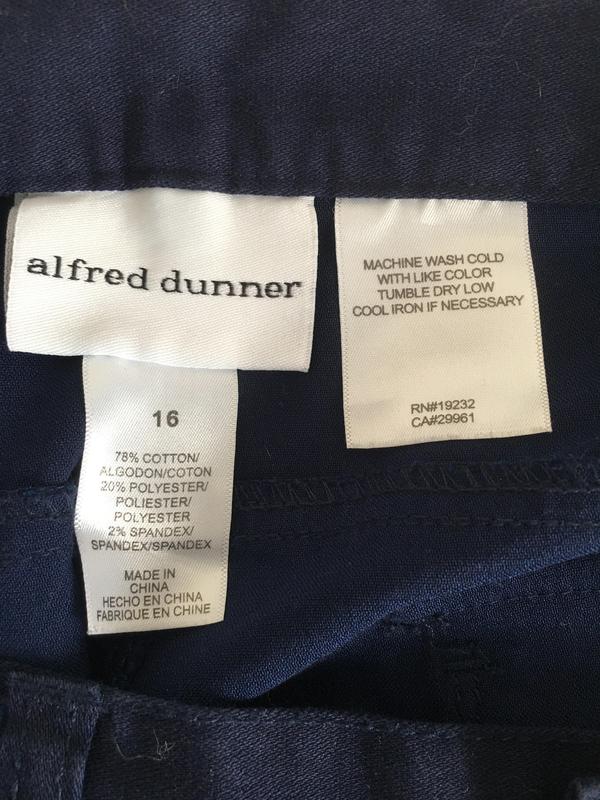 alfred dunner
16
78% COTTON/
ALGODON/COTON
20% POLYESTER/
POLIESTER/
POLYESTER
2% SPANDEX/
SPANDEX/SPANDEX
MADE IN
CHINA
HECHO EN CHINA
FABRIQUE EN CHINE
MACHINE WASH COLD
WITH LIKE COLOR
TUMBLE DRY LOW
COOL IRON IF NECESSARY
RN#19232
CA#29961